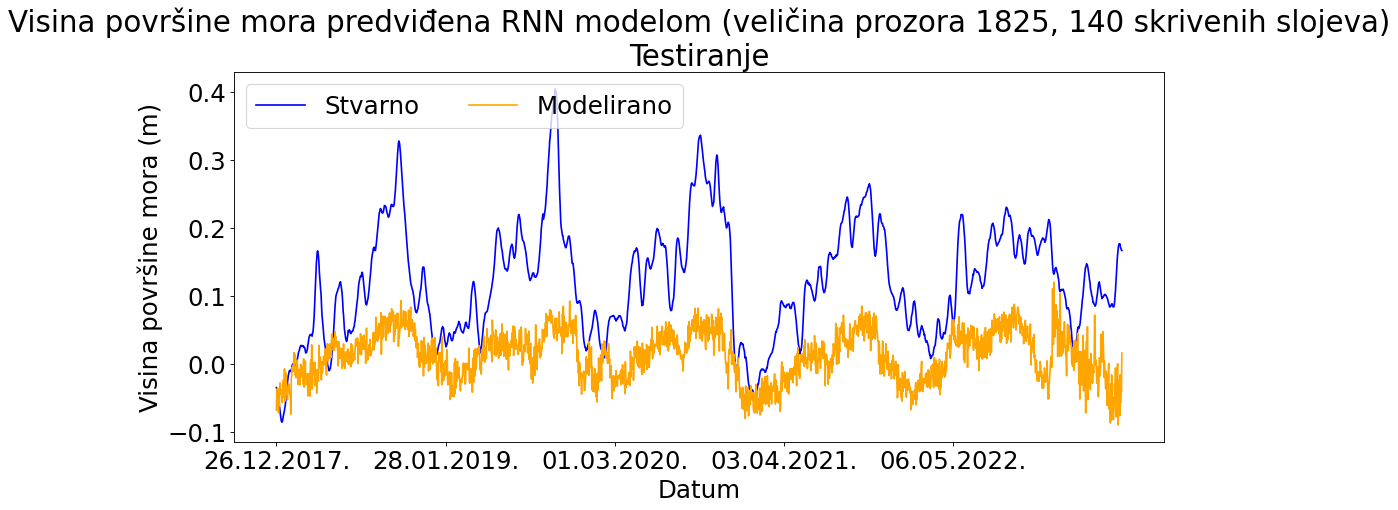 Visina površine mora predviđena RNN modelom (veličina prozora 1825, 140 skrivenih slojeva)
Testiranje
Stvarno
Modelirano
Visina površine mora (m)
0.4
0.3
0.2
0.1
0.0
−0.1
26.12.2017.
28.01.2019.
01.03.2020.
03.04.2021.
06.05.2022.
Datum